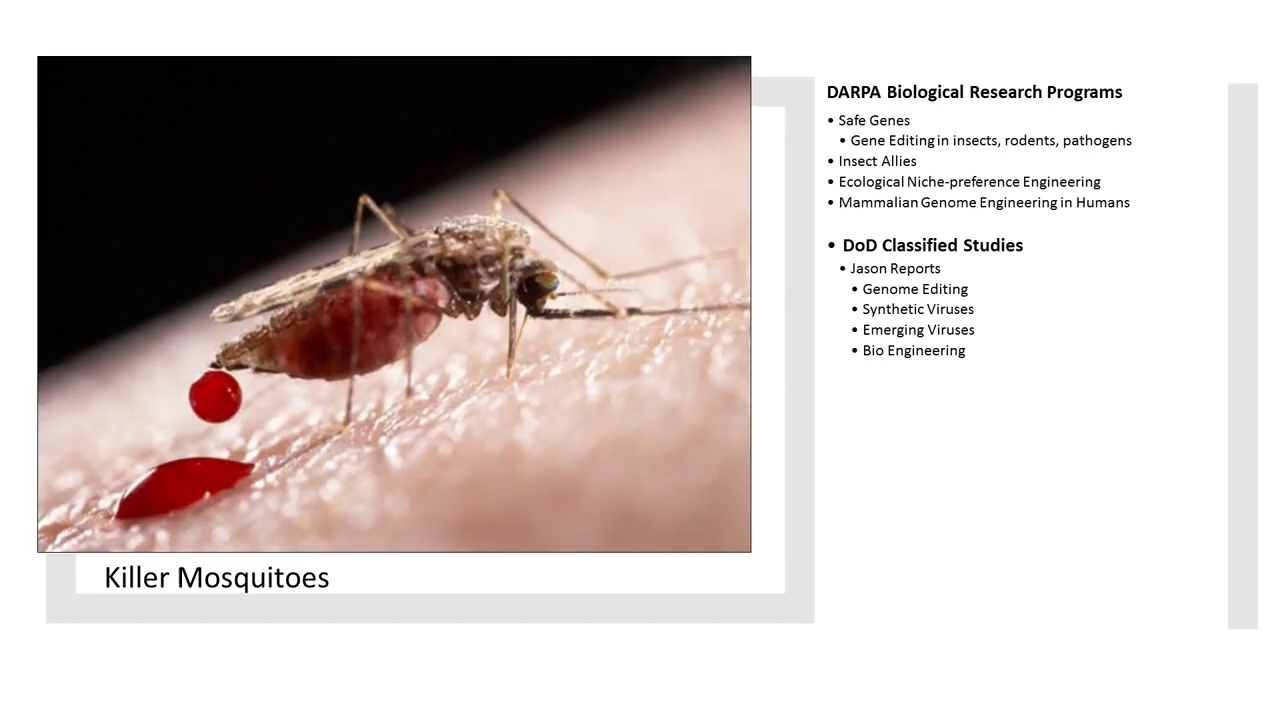 DARPA Biological Research Programs
• Safe Genes
• Gene Editing in insects, rodents, pathogens
• Insect Allies
• Ecological Niche-preference Engineering
• Mammalian Genome Engineering in Humans
• DoD Classified Studies
• Jason Reports
• Genome Editing
• Synthetic Viruses
• Emerging Viruses
• Bio Engineering
Killer Mosquitoes